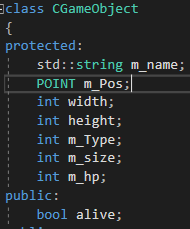 class CGameObject
{
protected:
std::string m_name;
POINT m_Pos;
int width;
int height;
int m_Type;
int m_size;
int m_hp;
public:
bool alive;